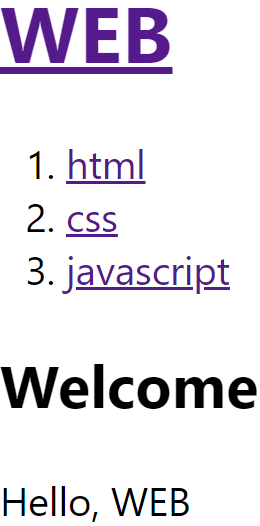 WEB
1. html
2. css
3. javascript
Welcome
Hello, WEB